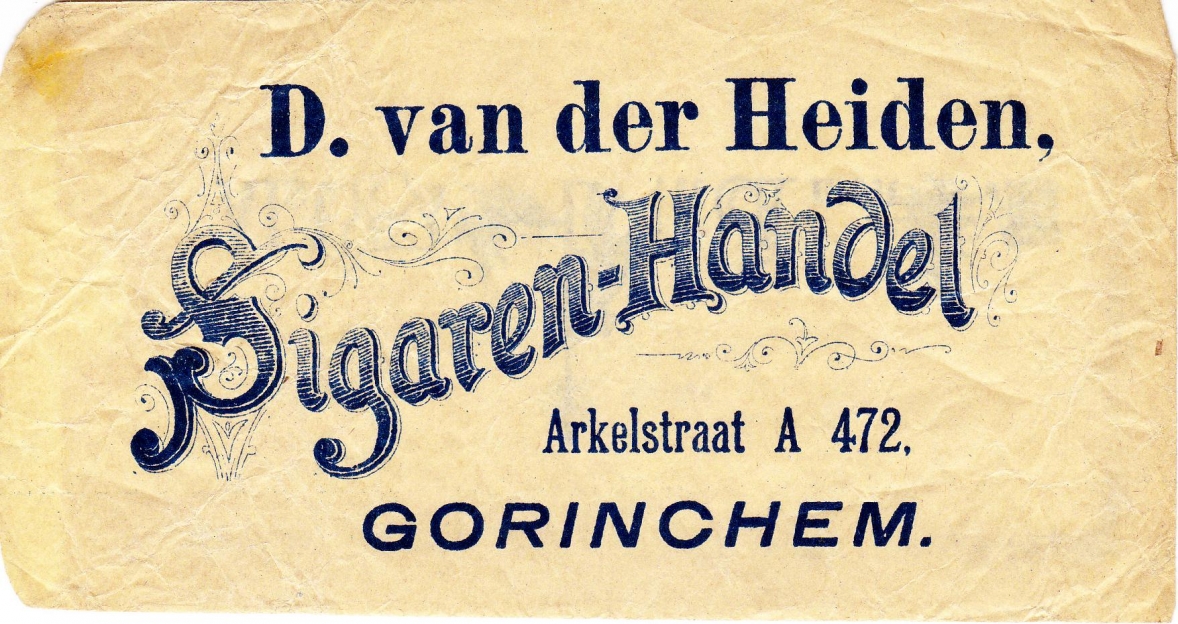 D. van der Heiden,
Sigaren-Handel
Arkelstraat A 472,
GORINCHEM.